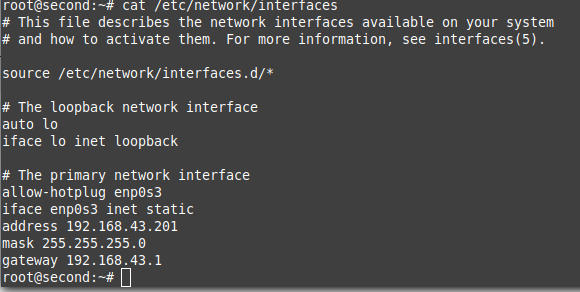 root@second:~# cat /etc/network/interfaces
# This file describes the network interfaces available on your system
# and how to activate them. For more information, see interfaces(5).
source /etc/network/interfaces.d/*
# The loopback network interface
auto lo
iface lo inet loopback
# The primary network interface
allow-hotplug enp0s3
iface enp0s3 inet static
address 192.168.43.201
mask 255.255.255.0
gateway 192.168.43.1
root@second:~#